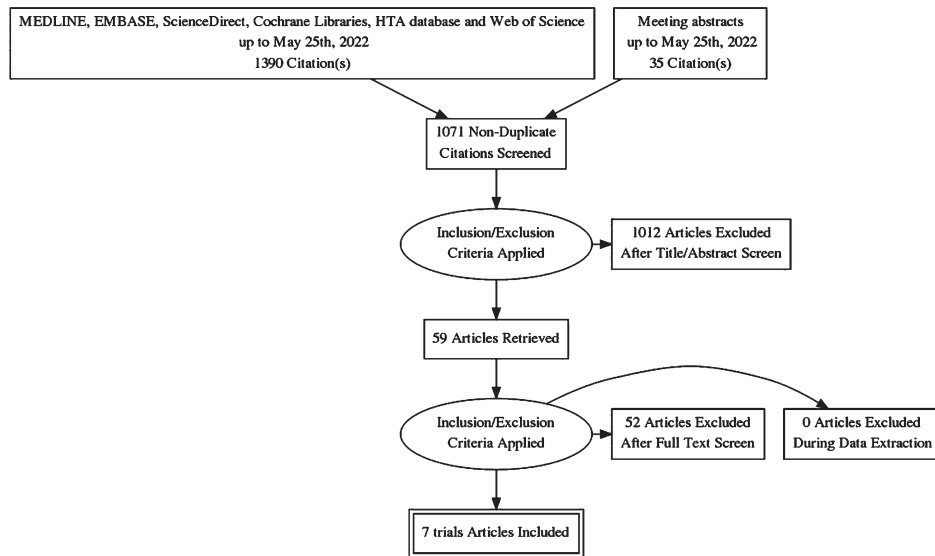 MEDLINE, EMBASE, ScienceDirect, Cochrane Libraries, HTA database and Web of Science
up to May 25th, 2022
1390 Citation(s)
Meeting abstracts
up to May 25th, 2022
35 Citation(s)
1071 Non-Duplicate
Citations Screened
Inclusion/Exclusion
Criteria Applied
1012 Articles Excluded
After Title/Abstract Screen
59 Articles Retrieved
Inclusion/Exclusion
Criteria Applied
52 Articles Excluded
After Full Text Screen
0 Articles Excluded
During Data Extraction
7 trials Articles Included